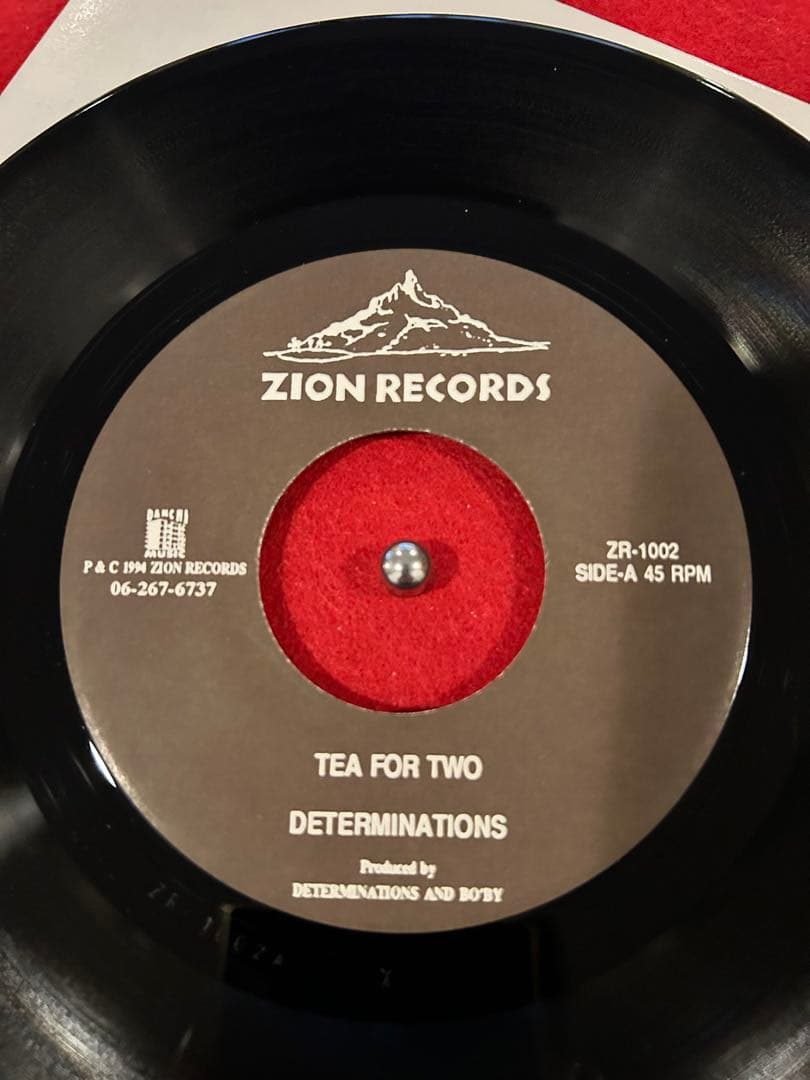 ZION RECORDS
MUSIC
P & C 1994 ZION RECORDS
06-267-6737
ZR-1002
SIDE-A 45 RPM
TEA FOR TWO
DETERMINATIONS
Produced by
DETERMINATIONS AND BO'BY